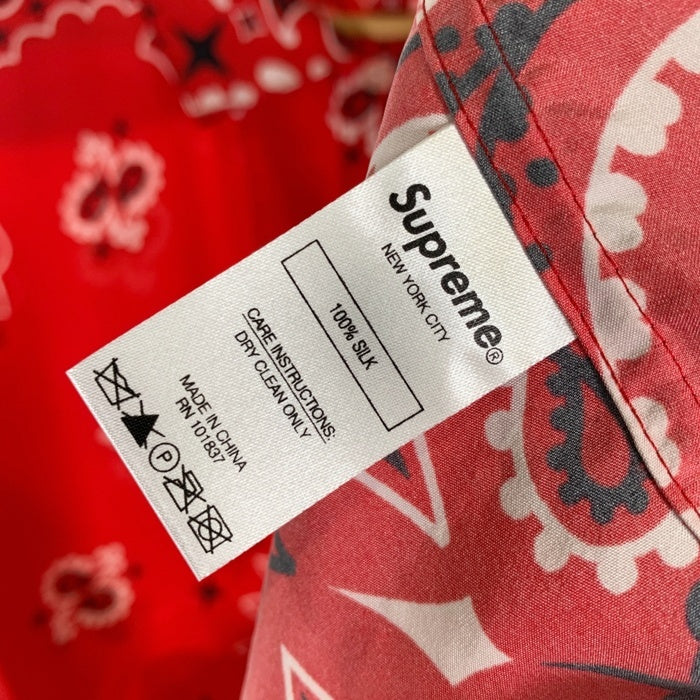 Supreme®
NEW YORK CITY
100% SILK
CARE INSTRUCTIONS:
DRY CLEAN ONLY
MADE IN CHINA
RN 101837
P